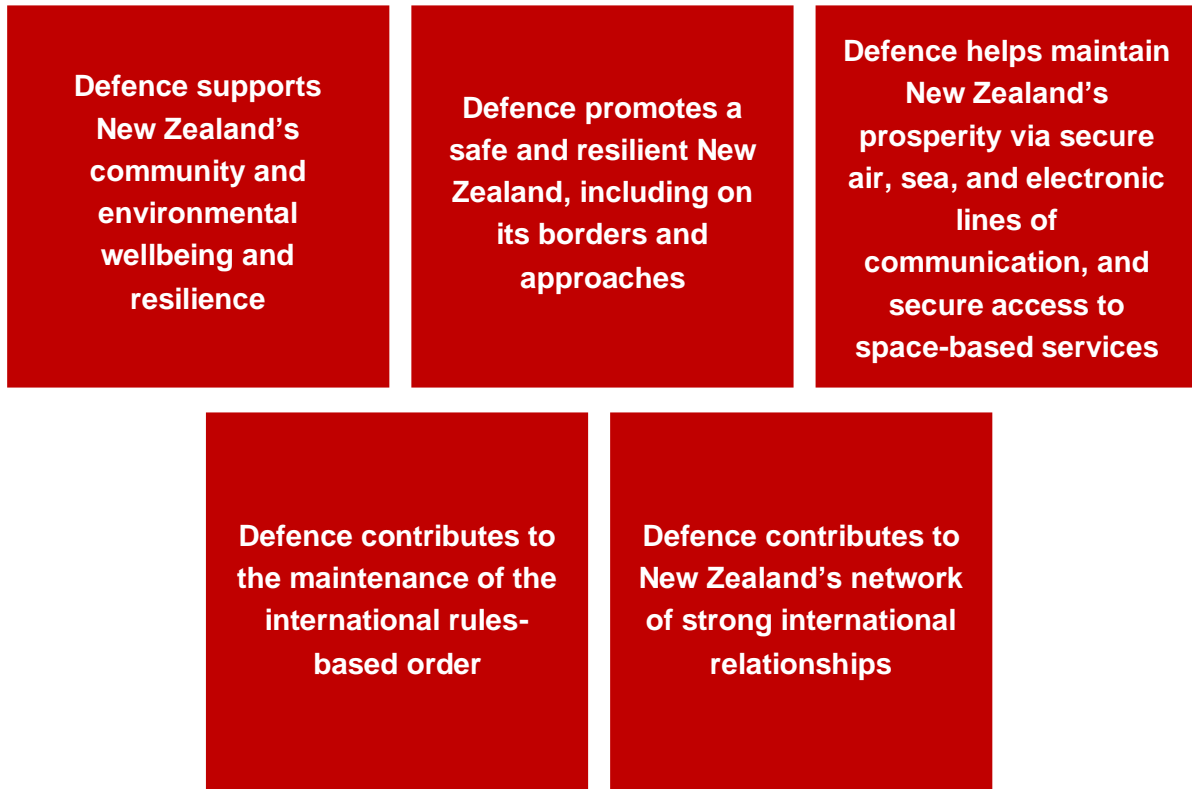 Defence supports
New Zealand’s
community and
environmental
wellbeing and
resilience
Defence promotes a
safe and resilient New
Zealand, including on
its borders and
approaches
Defence helps maintain
New Zealand’s
prosperity via secure
air, sea, and electronic
lines of
communication, and
secure access to
space-based services
Defence contributes to
the maintenance of the
international rules-
based order
Defence contributes to
New Zealand’s network
of strong international
relationships